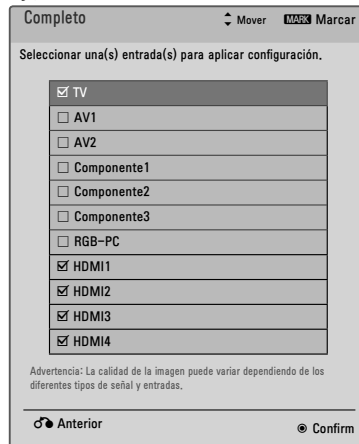 Completo Mover MARK Marcar
Seleccionar una(s) entrada(s) para aplicar configuración.
TV
AV1
AV2
Componente1
Componente2
Componente3
RGB-PC
HDMI1
HDMI2
HDMI3
HDMI4
Advertencia: La calidad de la imagen puede variar dependiendo de los
diferentes tipos de señal y entradas.
Anterior Confirm